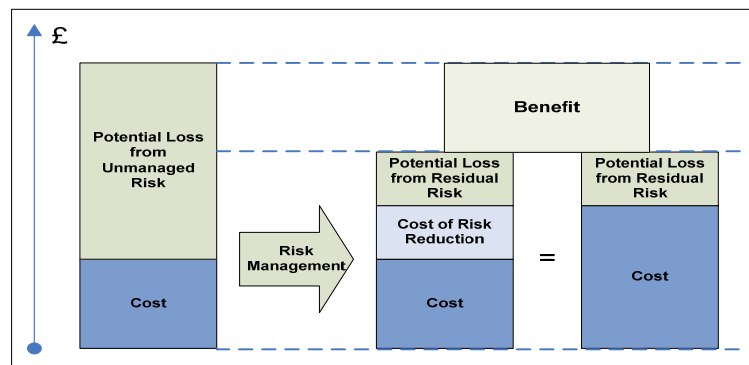 £
Potential Loss
from
Unmanaged
Risk
Cost
Risk
Management
Benefit
Potential Loss
from Residual
Risk
Cost of Risk
Reduction
Cost
=
Potential Loss
from Residual
Risk
Cost